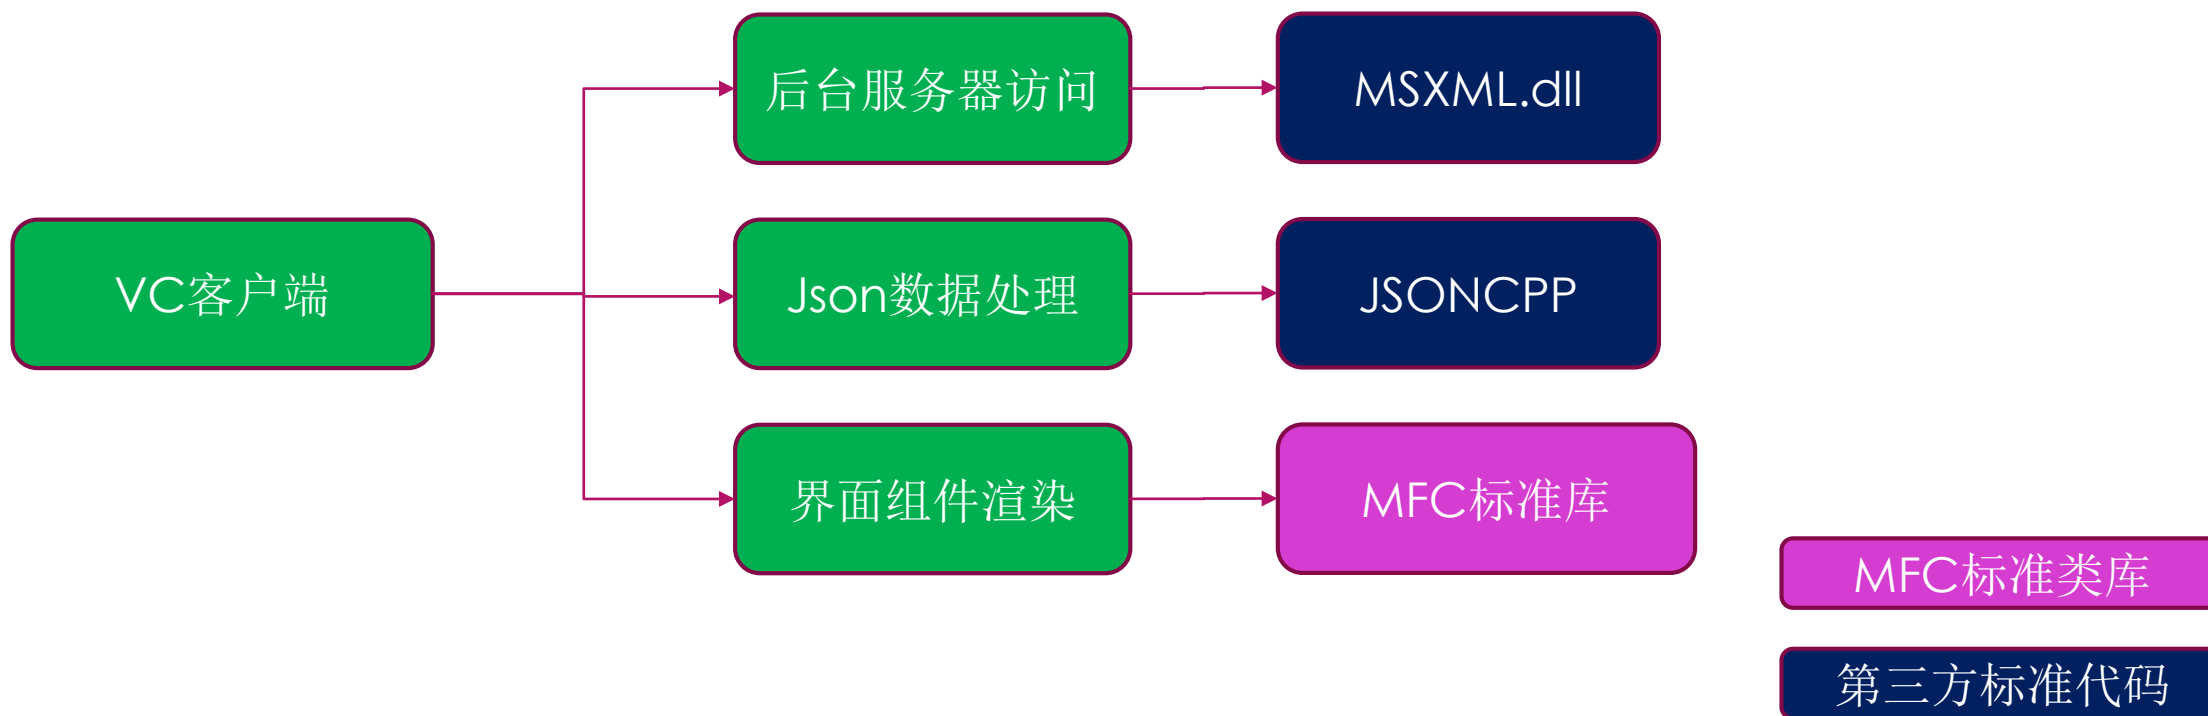 后台服务器访问
MSXML.dll
VC客户端
Json数据处理
JSONCPP
界面组件渲染
MFC标准库
MFC标准类库
第三方标准代码